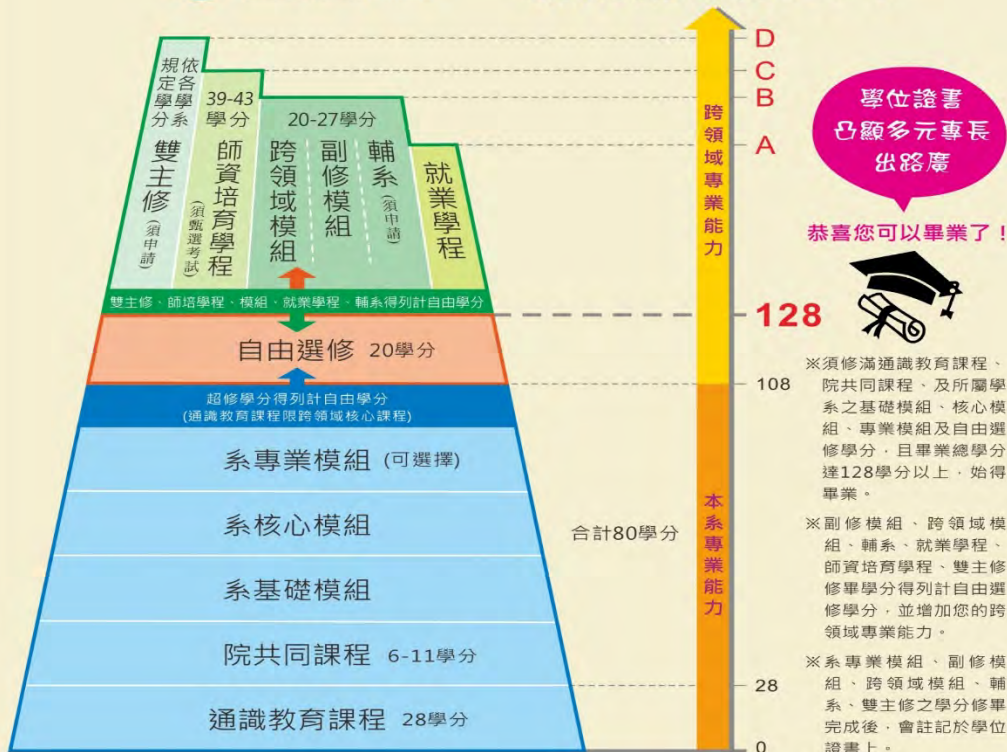 D
C
B
A
依各學系
規定學分
雙主修(須申請)
39-43
學分
師資培育學程
(須甄選考試)
20-27學分
跨領域模組
副修模組
輔系(須申請)
就業學程
雙主修、師培學程、模組、就業學程、輔系得列計自由學分
自由選修 20學分
超修學分得列計自由學分
(通識教育課程限跨領域核心課程)
系專業模組 (可選擇)
系核心模組
系基礎模組
院共同課程 6-11學分
通識教育課程 28學分
合計80學分
跨領域專業能力
本系專業能力
128
108
28
0
學位證書
凸顯多元專長
出路廣
恭喜您可以畢業了!
※須修滿通識教育課程、
院共同課程、及所屬學
系之基礎模組、核心模
組、專業模組及自由選
修學分，且畢業總學分
達128學分以上，始得
畢業。
※副修模組、跨領域模
組、輔系、就業學程、
師資培育學程、雙主修
修畢學分得列計自由選
修學分，並增加您的跨
領域專業能力。
※系專業模組、副修模
組、跨領域模組、輔
系、雙主修之學分修畢
完成後，會註記於學位
證書上。